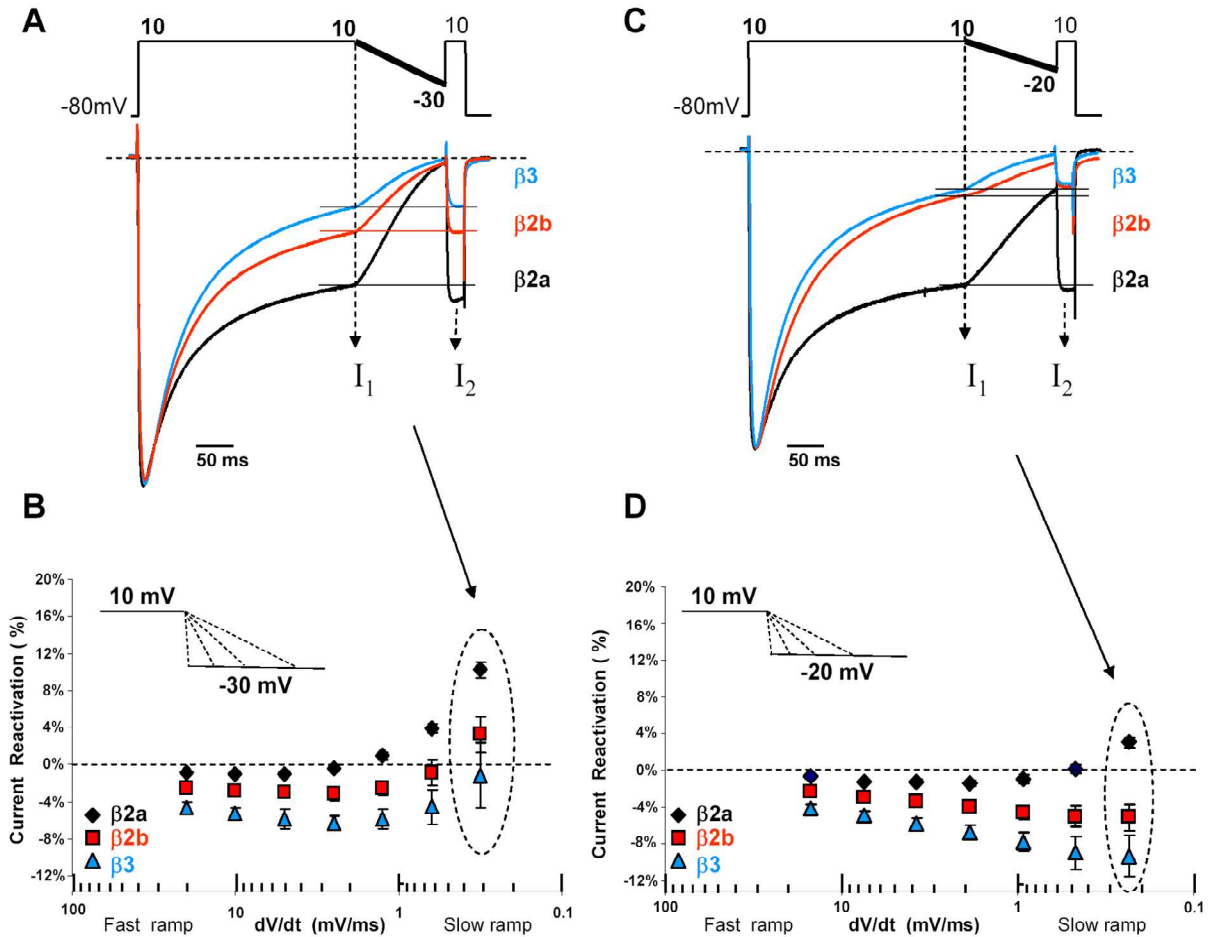 A
10
10
10
-30
-80mV
β3
β2b
β2a
I1
I2
50 ms
C
10
10
10
-20
-80mV
β3
β2b
β2a
I1
I2
50 ms
B
20%
16%
12%
8%
4%
0%
-4%
-8%
-12%
Current Reactivation ( %)
10 mV
-30 mV
β2a
β2b
β3
100
10
1
0.1
Fast ramp
dV/dt (mV/ms)
Slow ramp
D
20%
16%
12%
8%
4%
0%
-4%
-8%
-12%
Current Reactivation ( %)
10 mV
-20 mV
β2a
β2b
β3
100
10
1
0.1
Fast ramp
dV/dt (mV/ms)
Slow ramp